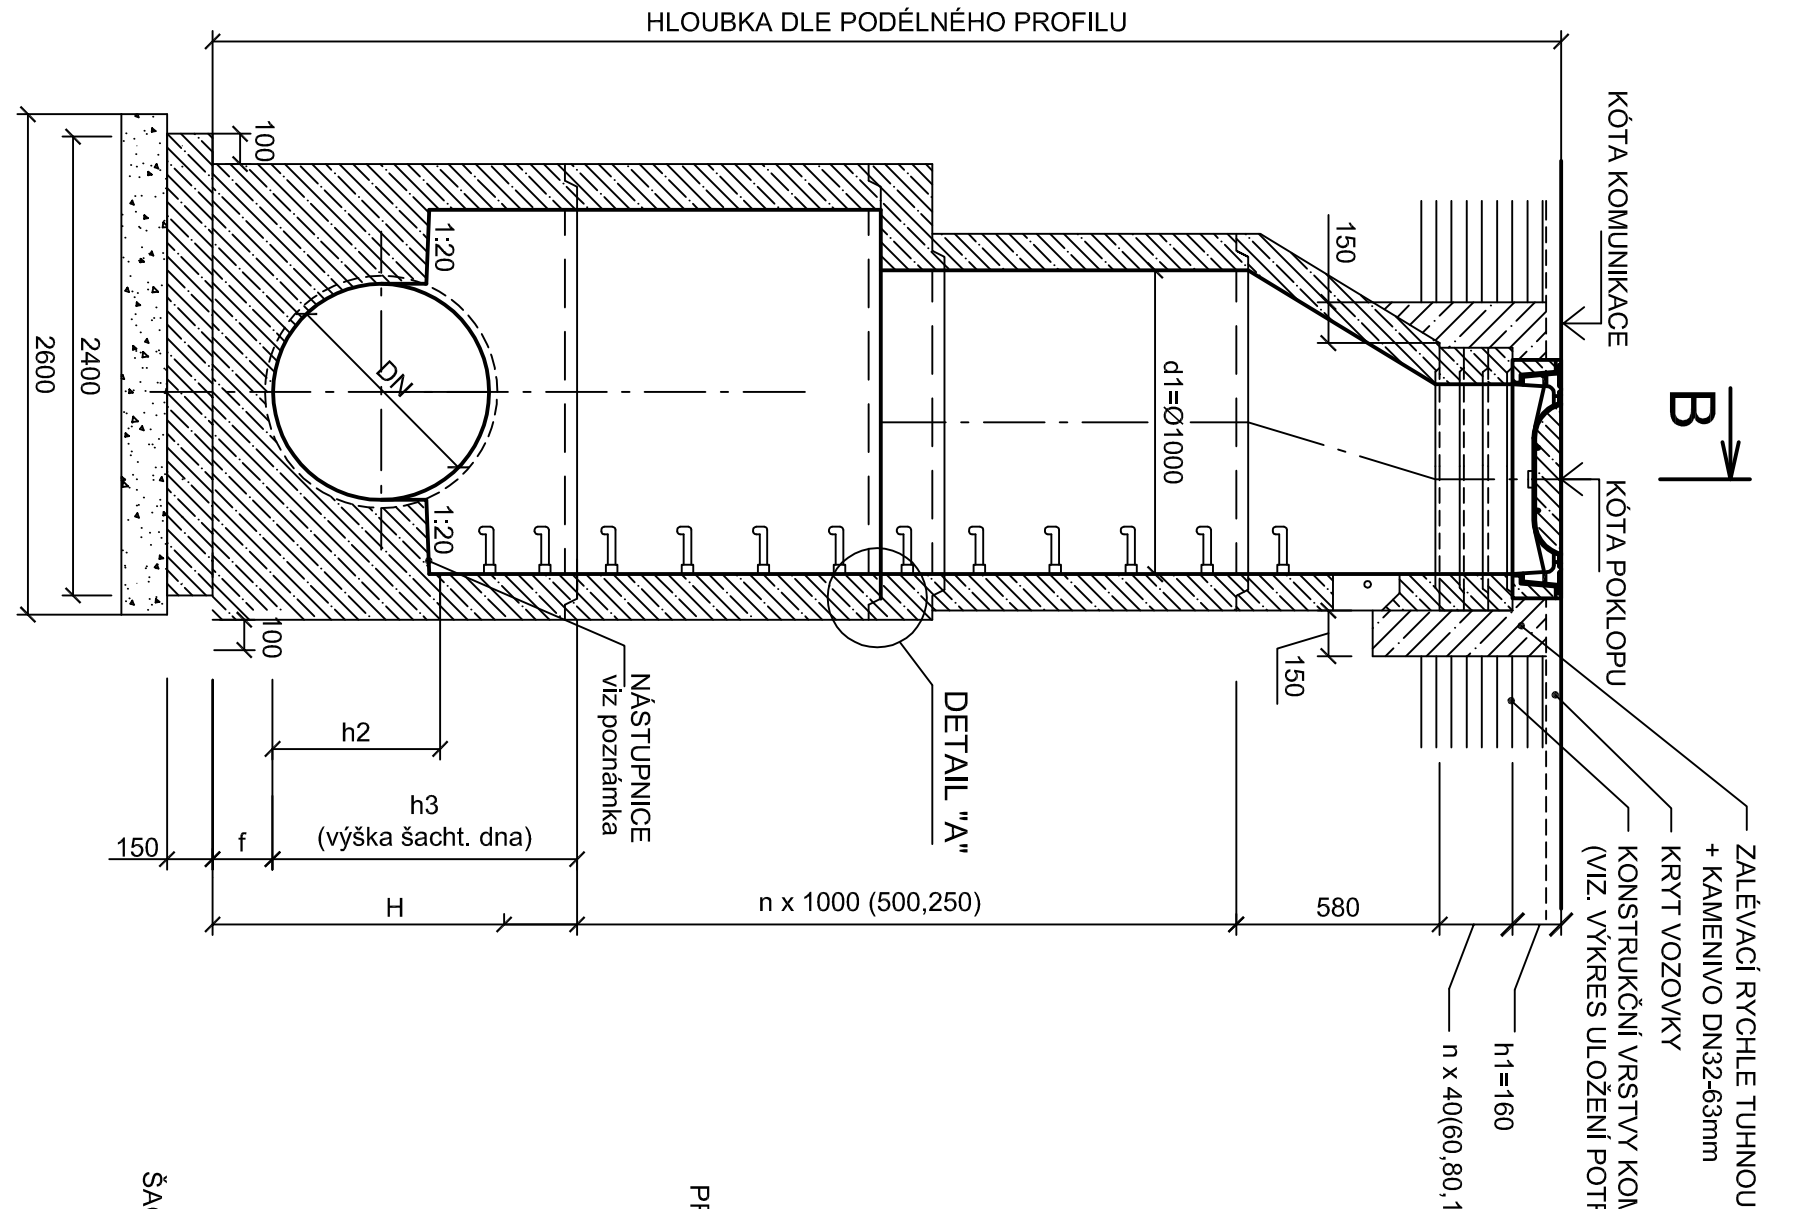 HLOUBKA DLE PODÉLNÉHO PROFILU
KÓTA KOMUNIKACE
B
KÓTA POKLOPU
100
150
1:20
DN
d1=Ø1000
2600
2400
1:20
100
150
NÁSTUPNICE
viz poznámka
DETAIL "A"
h2
h3
(výška šacht. dna)
150
f
H
n x 1000 (500,250)
580
ZALÉVACÍ RYCHLE TUHNOU
+ KAMENIVO DN32-63mm
KRYT VOZOVKY
KONSTRUKČNÍ VRSTVY KOM
(VIZ. VÝKRES ULOŽENÍ POTR
h1=160
n x 40(60,80,1